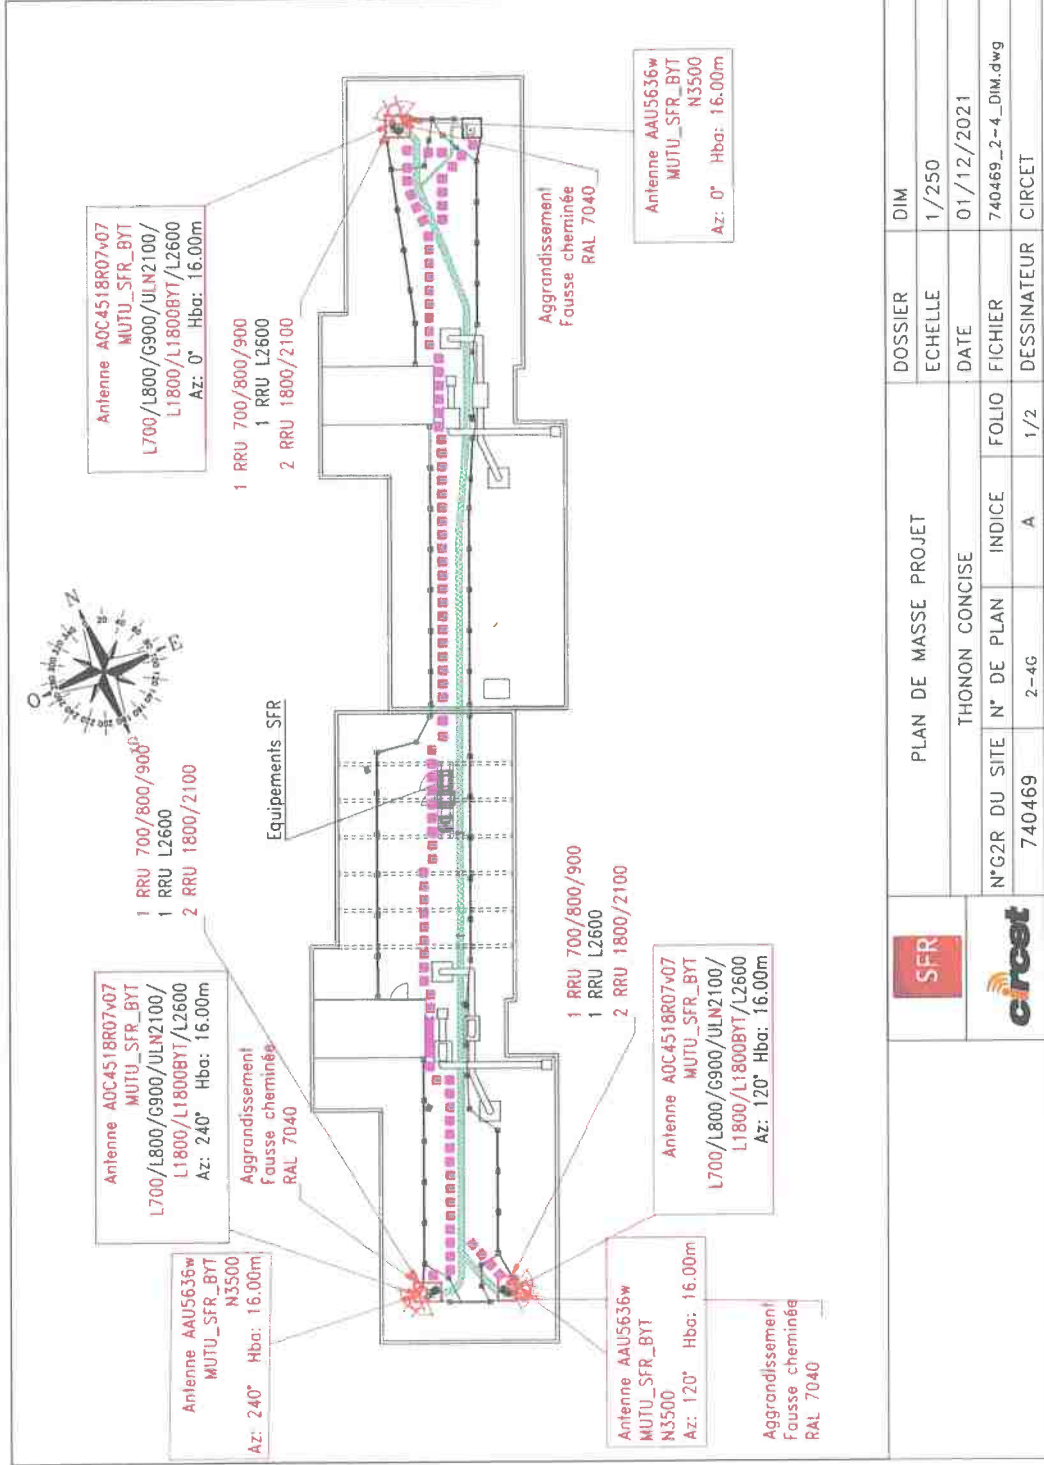 Antenne AAU5636w
MUTU_SFR_BYT
N3500
Az: 240° Hba: 16.00m
Antenne AOC4518R07v07
MUTU_SFR_BYT
L700/L800/G900/ULN2100/
L1800/L1800BYT/L2600
Az: 240° Hba: 16.00m
Aggrandissement
Fausse cheminée
RAL 7040
1 RRU 700/800/900
1 RRU L2600
2 RRU 1800/2100
Equipements SFR
O
N
E
Antenne AOC4518R07v07
MUTU_SFR_BYT
L700/L800/G900/ULN2100/
L1800/L1800BYT/L2600
Az: 0° Hba: 16.00m
1 RRU 700/800/900
1 RRU L2600
2 RRU 1800/2100
Aggrandissement
Fausse cheminée
RAL 7040
Antenne AAU5636w
MUTU_SFR_BYT
N3500
Az: 0° Hba: 16.00m
1 RRU 700/800/900
1 RRU L2600
2 RRU 1800/2100
Antenne AOC4518R07v07
MUTU_SFR_BYT
L700/L800/G900/ULN2100/
L1800/L1800BYT/L2600
Az: 120° Hba: 16.00m
Antenne AAU5636w
MUTU_SFR_BYT
N3500
Az: 120° Hba: 16.00m
Aggrandissement
Fausse cheminée
RAL 7040
SFR
circet
PLAN DE MASSE PROJET
THONON CONCISE
N°G2R DU SITE
N° DE PLAN
INDICE
FOLIO
740469
2-4G
A
1/2
DOSSIER
DIM
ECHELLE
1/250
DATE
01/12/2021
FICHIER
740469_2-4_DIM.dwg
DESSINATEUR
CIRCET